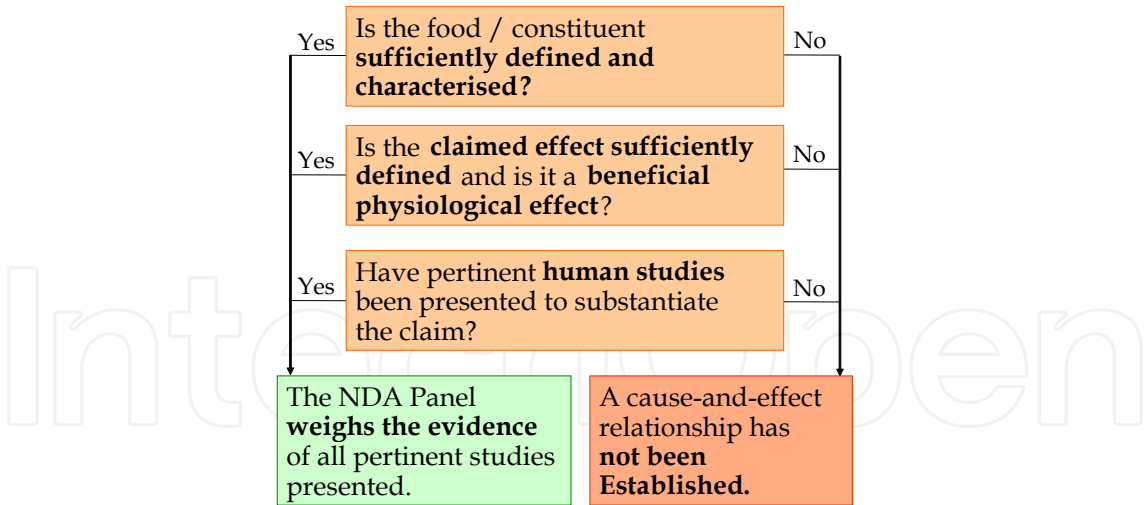 Yes
Is the food / constituent
sufficiently defined and
characterised?
No
Yes
Is the claimed effect sufficiently
defined and is it a beneficial
physiological effect?
No
Yes
Have pertinent human studies
been presented to substantiate
the claim?
No
The NDA Panel
weighs the evidence
of all pertinent studies
presented.
A cause-and-effect
relationship has
not been
Established.
IntechOpen